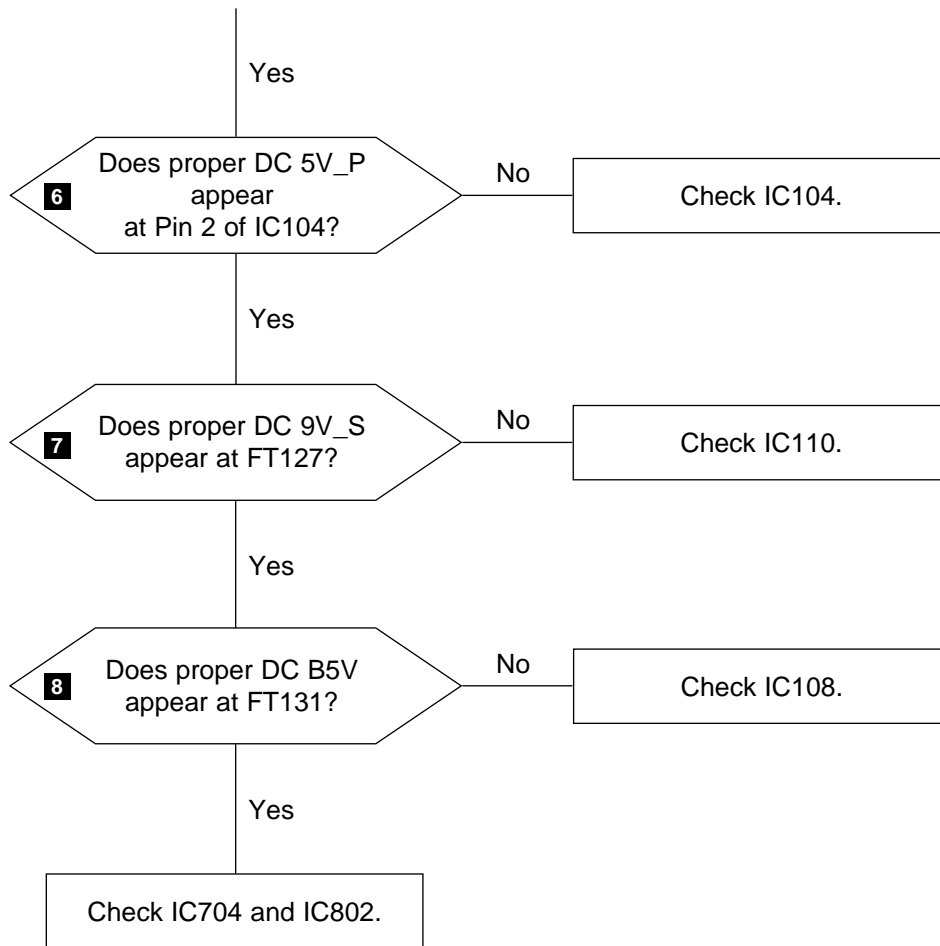 Yes
6
Does proper DC 5V_P
appear
at Pin 2 of IC104?
No
Check IC104.
Yes
7
Does proper DC 9V_S
appear at FT127?
No
Check IC110.
Yes
8
Does proper DC B5V
appear at FT131?
No
Check IC108.
Yes
Check IC704 and IC802.